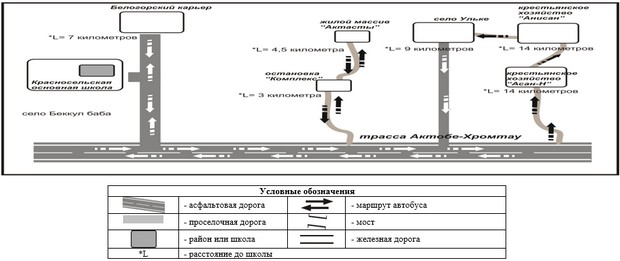 Белогорский карьер
*L= 7 километров
Красносельская
основная школа
село Беккул баба
жилой массив
"Актасты"
*L= 4,5 километра
остановка
"Комплекс"
*L= 3 километра
село Ульке
*L= 9 километров
крестьянское
хозяйство
"Анисан"
*L= 14 километров
крестьянское
хозяйство
"Асан-Н"
*L= 14 километров
трасса Актобе-Хромтау
Условные обозначения
- асфальтовая дорога
- маршрут автобуса
- проселочная дорога
- мост
- район или школа
- железная дорога
*L - расстояние до школы